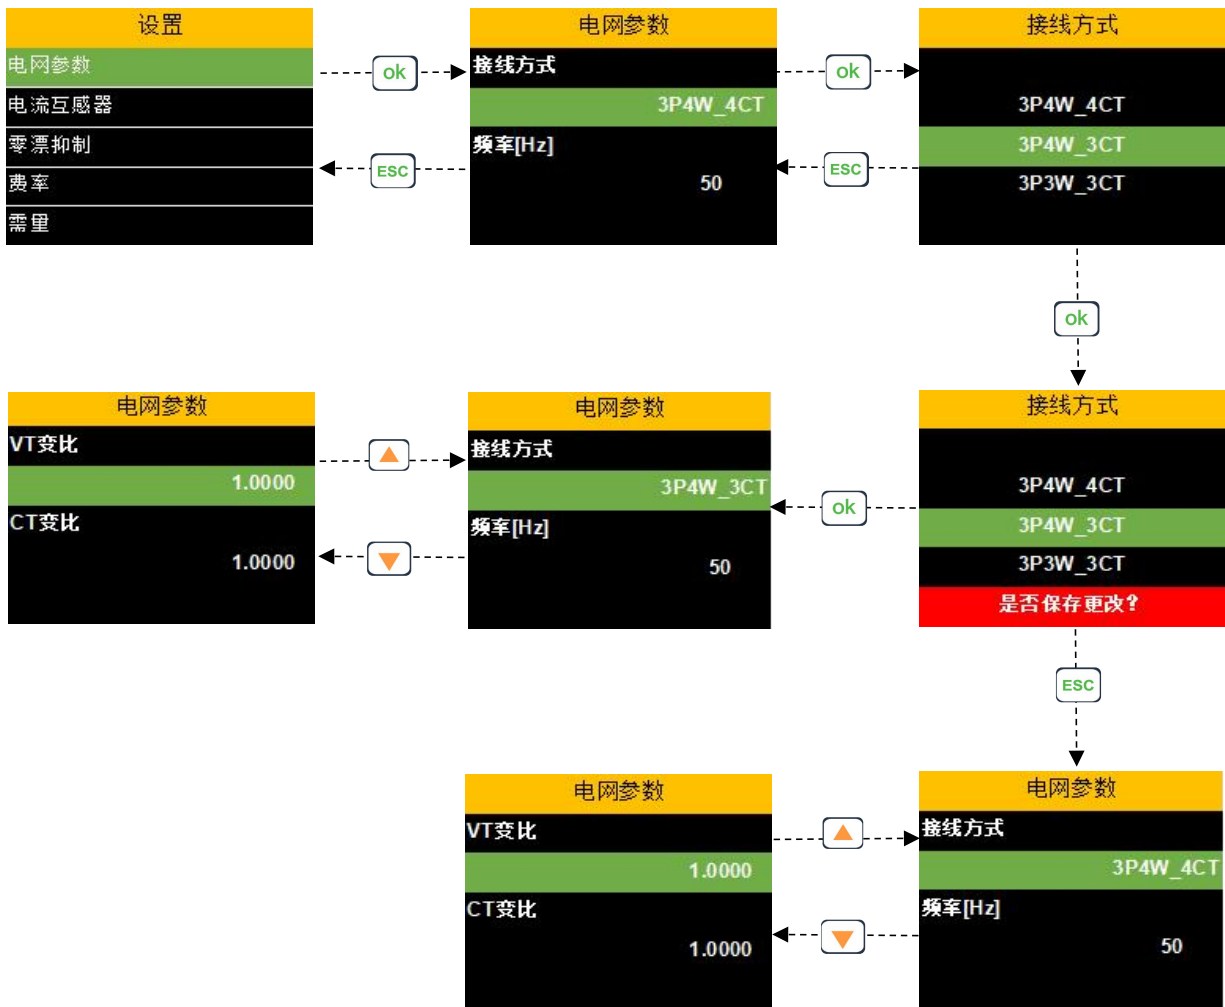 设置
电网参数
电流互感器
零漂抑制
费率
需量
ok
ESC
电网参数
接线方式
3P4W_4CT
频率[Hz]
50
ok
ESC
接线方式
3P4W_4CT
3P4W_3CT
3P3W_3CT
ok
电网参数
VT变比
1.0000
CT变比
1.0000
电网参数
接线方式
3P4W_3CT
频率[Hz]
50
ok
接线方式
3P4W_4CT
3P4W_3CT
3P3W_3CT
是否保存更改?
ESC
电网参数
VT变比
1.0000
CT变比
1.0000
电网参数
接线方式
3P4W_4CT
频率[Hz]
50